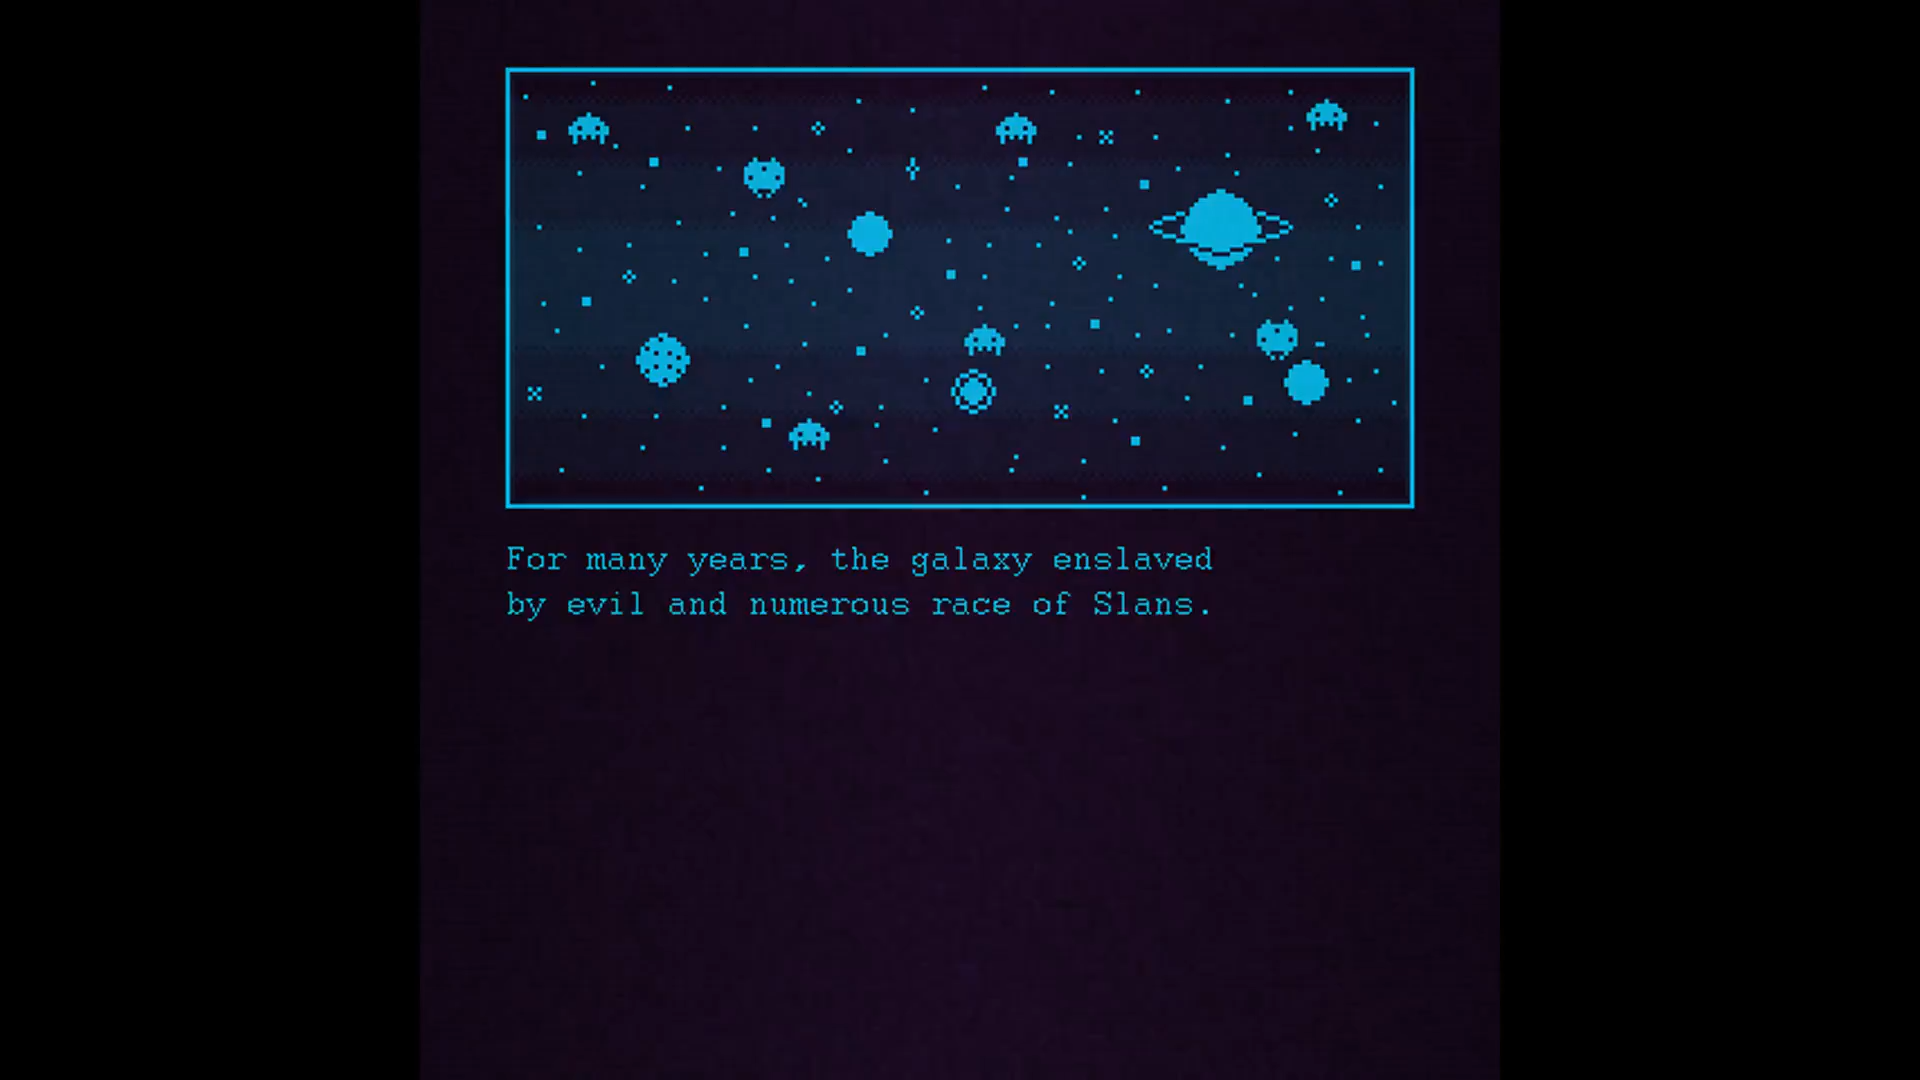 For many years, the galaxy enslaved
by evil and numerous race of Slans.